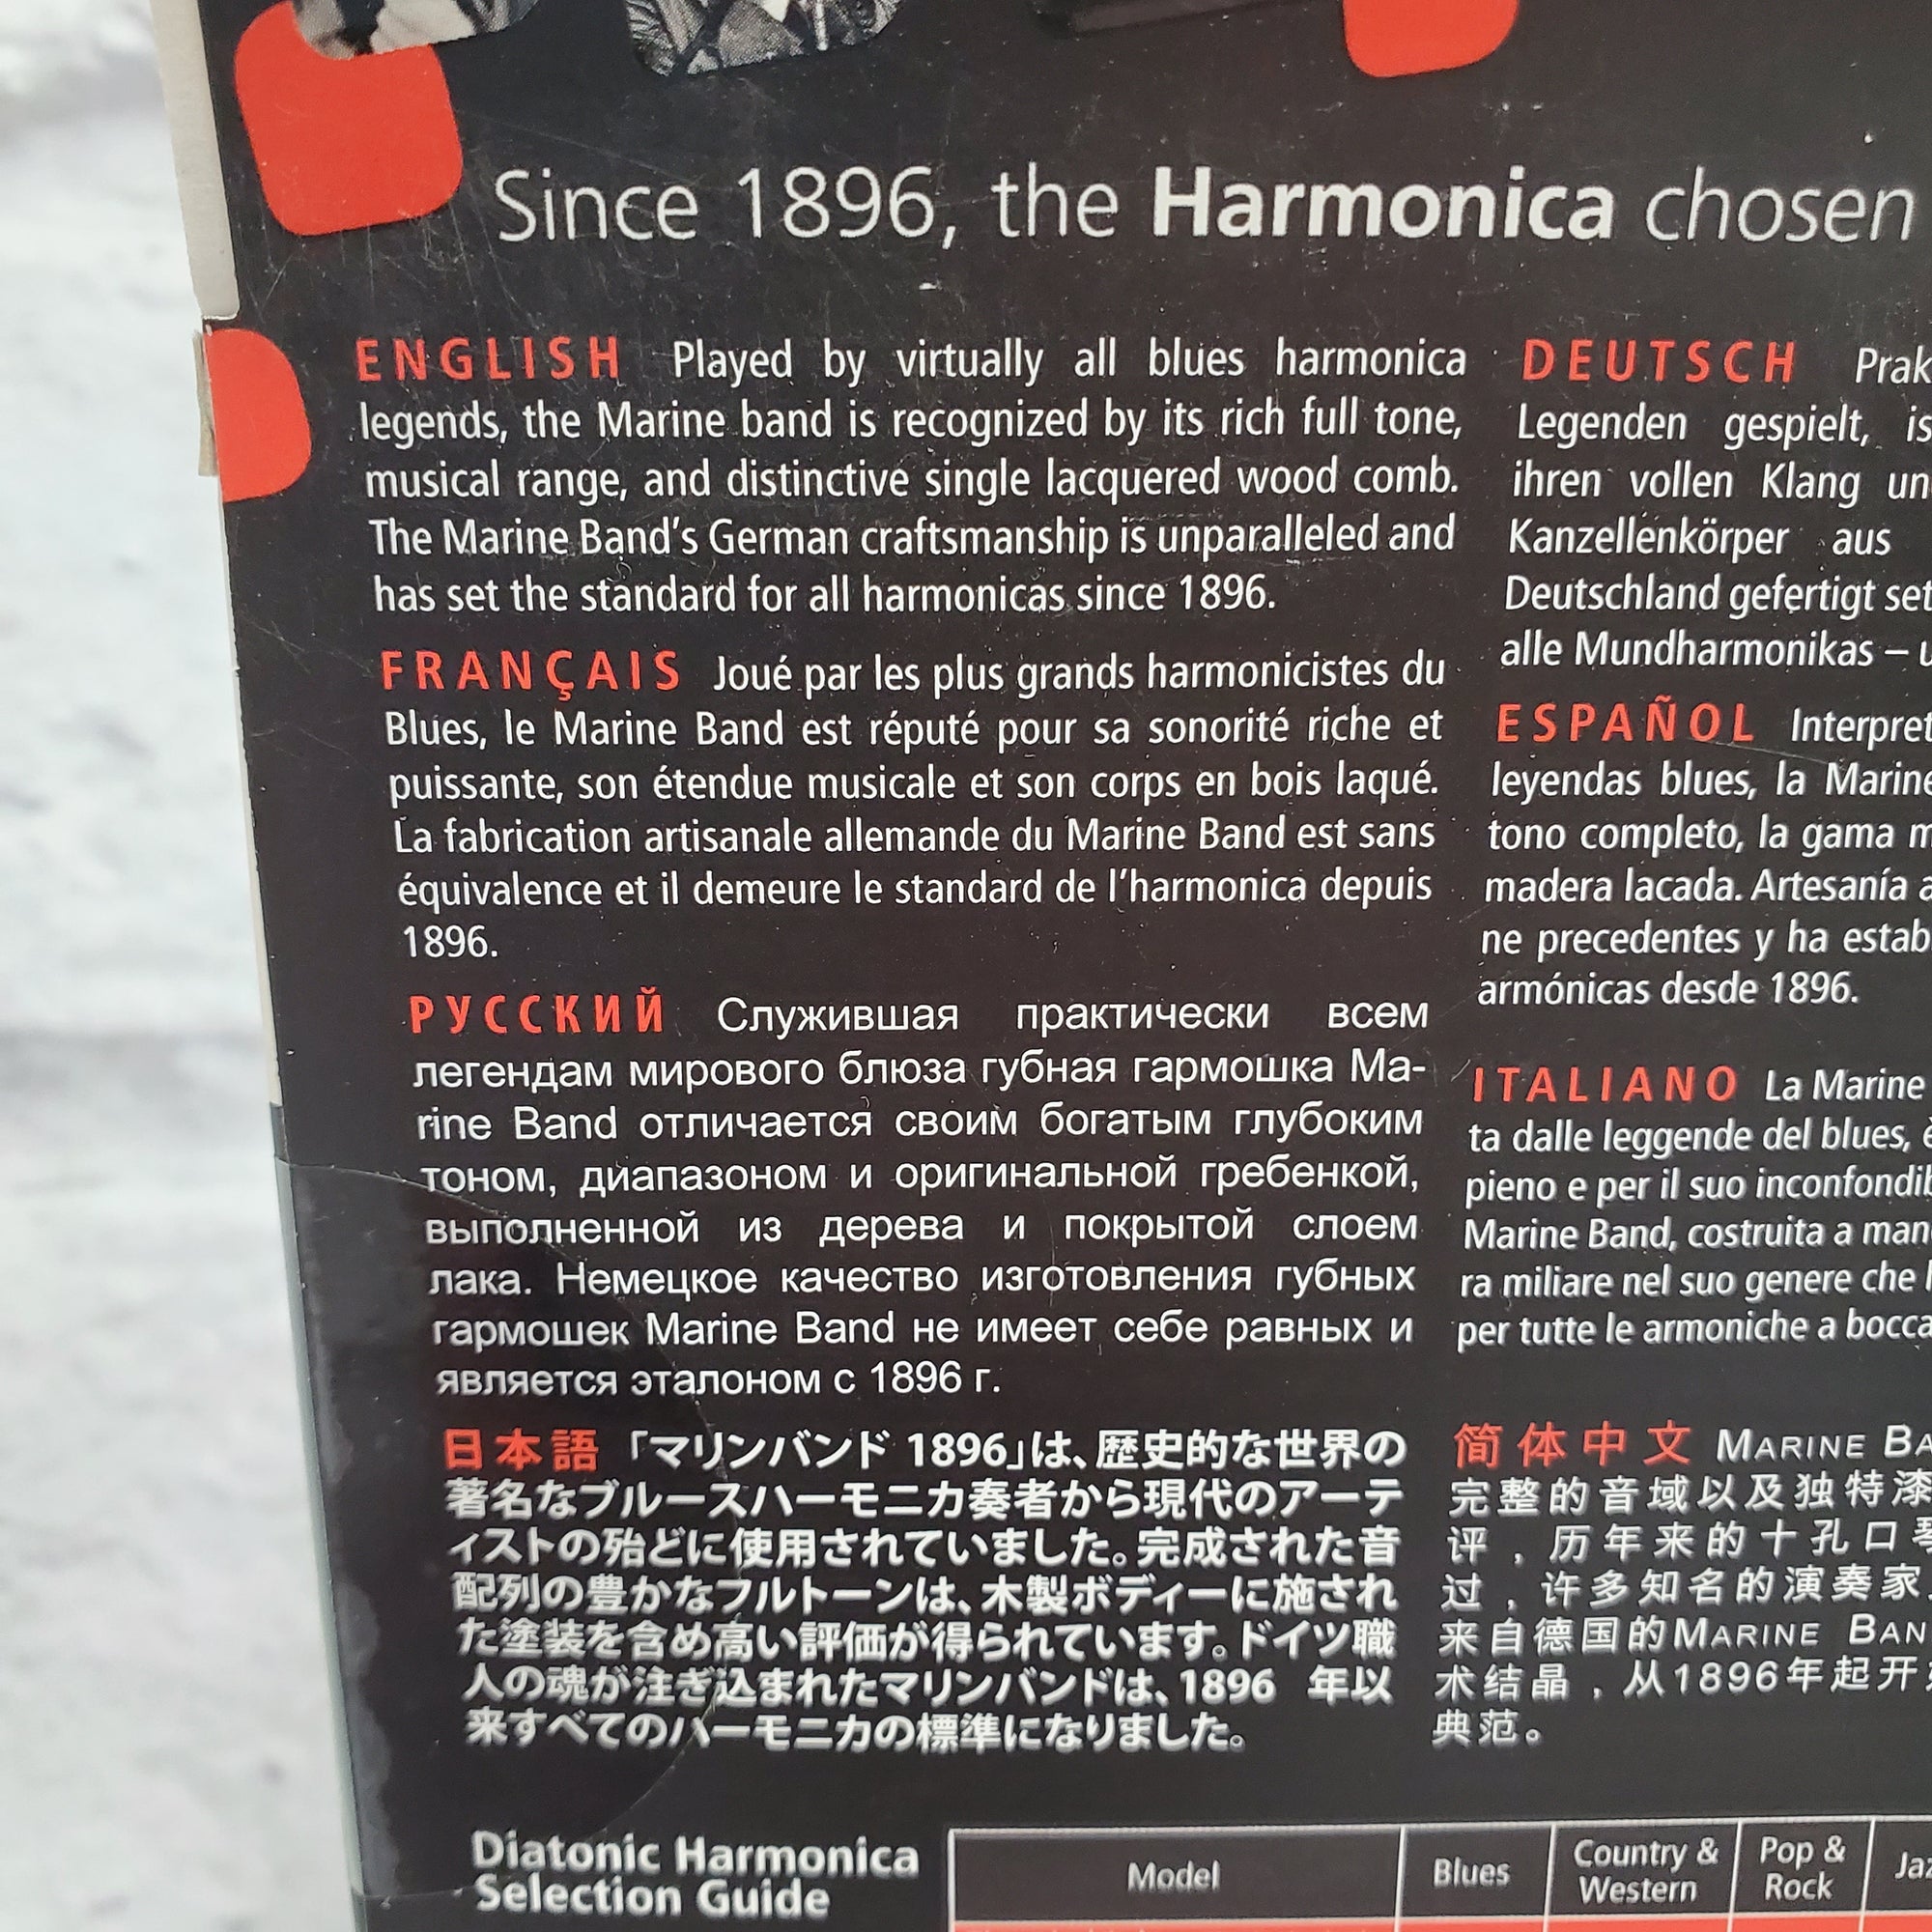 Since 1896, the Harmonica chosen
ENGLISH Played by virtually all blues harmonica
legends, the Marine band is recognized by its rich full tone,
musical range, and distinctive single lacquered wood comb.
The Marine Band's German craftsmanship is unparalleled and
has set the standard for all harmonicas since 1896.
FRANÇAIS Joué par les plus grands harmonicistes du
Blues, le Marine Band est réputé pour sa sonorité riche et
puissante, son étendue musicale et son corps en bois laqué.
La fabrication artisanale allemande du Marine Band est sans
équivalence et il demeure le standard de l'harmonica depuis
1896.
РУССКИЙ Служившая практически всем
легендам мирового блюза губная гармошка Ma-
rine Band отличается своим богатым глубоким
тоном, диапазоном и оригинальной гребенкой,
выполненной из дерева и покрытой слоем
лака. Немецкое качество изготовления губных
гармошек Marine Band не имеет себе равных и
является эталоном с 1896 г.
日本語 「マリンバンド 1896」は、歴史的な世界の
著名なブルースハーモニカ奏者から現代のアーテ
ィストの殆どに使用されていました。完成された音
配列の豊かなフルトーンは、木製ボディーに施され
た塗装を含め高い評価が得られています。ドイツ職
人の魂が注ぎ込まれたマリンバンドは、1896 年以
来すべてのハーモニカの標準になりました。
DEUTSCH Prak
Legenden gespielt, is
ihren vollen Klang un
Kanzellenkörper aus
Deutschland gefertigt set
alle Mundharmonikas –
ESPAÑOL Interpret
leyendas blues, la Marine
tono completo, la gama
madera lacada. Artesanía a
ne precedentes y ha estab
armónicas desde 1896.
ITALIANO La Marine
ta dalle leggende del blues, è
pieno e per il suo inconfondib
Marine Band, costruita a man
ra miliare nel suo genere che
per tutte le armoniche a bocca
简体中文 MARINE BA
完整的音域以及独特漆
评，历年来的十孔口琴
过，许多知名的演奏家
来自德国的MARINE BAN
术结晶，从1896年起开
典范。
Diatonic Harmonica
Selection Guide
Model Blues Country & Western Pop & Rock Jaz